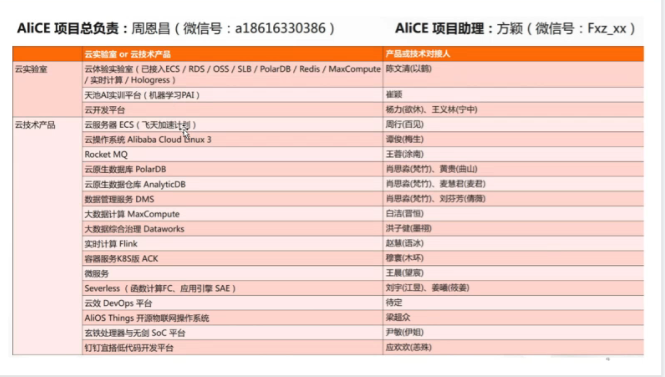 AliCE 项目总负责：周恩昌（微信号：a18616330386）
AliCE 项目助理：方颖（微信号：Fxz_xx）
云实验室 or 云技术产品 产品或技术对接人
云实验室 云体验实验室（已接入ECS / RDS / OSS / SLB / PolarDB / Redis / MaxCompute 陈文清(以鹤)
/ 实时计算 / Hologress）
天池AI实训平台（机器学习PAI） 崔颖
云开发平台 杨力(欲休)、王义林(宁中)
云技术产品 云服务器 ECS（飞天加速计划） 周行(百见)
云操作系统 Alibaba Cloud Linux 3 谭俊(梅生)
Rocket MQ 王蓉(涂南)
云原生数据库 PolarDB 肖思淼(梵竹)、黄贵(曲山)
云原生数据仓库 AnalyticDB 肖思淼(梵竹)、麦慧君(麦君)
数据管理服务 DMS 肖思淼(梵竹)、刘芬芳(倩薇)
大数据计算 MaxCompute 白洁(晋恒)
大数据综合治理 Dataworks 洪子健(墨祤)
实时计算 Flink 赵慧(语冰)
容器服务K8S版 ACK 穆寰(木环)
微服务 王晨(望宸)
Severless（函数计算FC、应用引擎 SAE） 刘宇(江昱)、姜曦(筱姜)
云效 DevOps 平台 待定
AliOS Things 开源物联网操作系统 梁超众
玄铁处理器与无剑 SoC 平台 尹敏(伊姐)
钉钉宜搭低代码开发平台 应欢欢